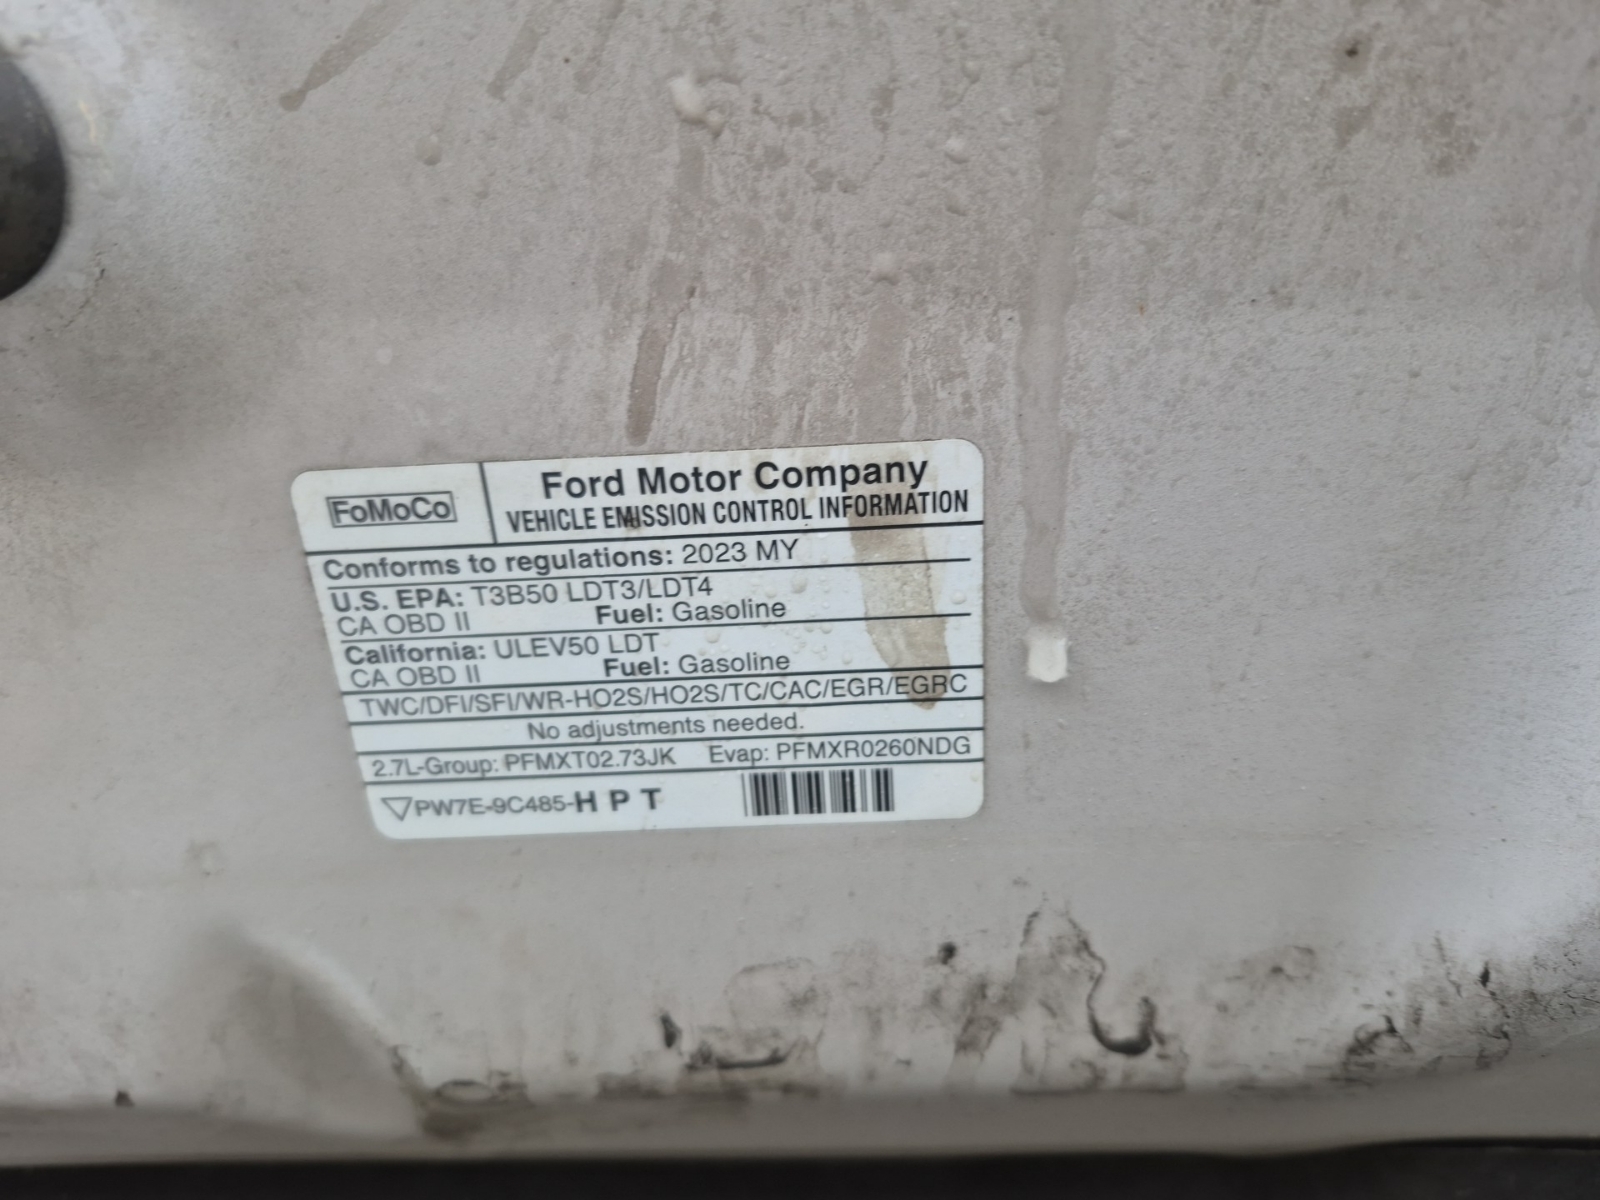 FoMoCo
Ford Motor Company
VEHICLE EMISSION CONTROL INFORMATION
Conforms to regulations: 2023 MY
U.S. EPA: T3B50 LDT3/LDT4
CA OBD II Fuel: Gasoline
California: ULEV50 LDT
CA OBD II Fuel: Gasoline
TWC/DFI/SFI/WR-HO2S/HO2S/TC/CAC/EGR/EGRC
No adjustments needed.
2.7L-Group: PFMXT02.73JK Evap: PFMXR0260NDG
PW7E-9C485-H P T